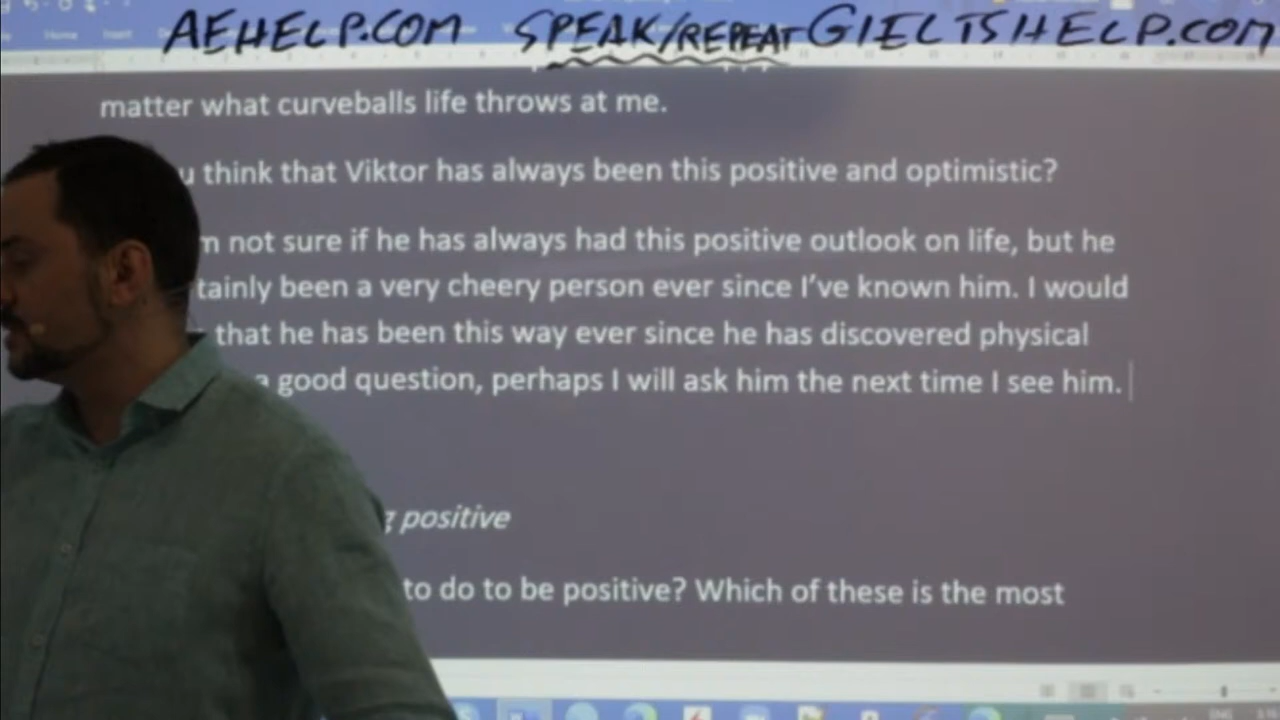 AEHELP.COM SPEAK/REPEAT GIELTSHELP.COM
Home Insert
matter what curveballs life throws at me.
u think that Viktor has always been this positive and optimistic?
not sure if he has always had this positive outlook on life, but he
tainly been a very cheery person ever since I've known him. I would
that he has been this way ever since he has discovered physical
a good question, perhaps I will ask him the next time I see him.
g positive
to do to be positive? Which of these is the most